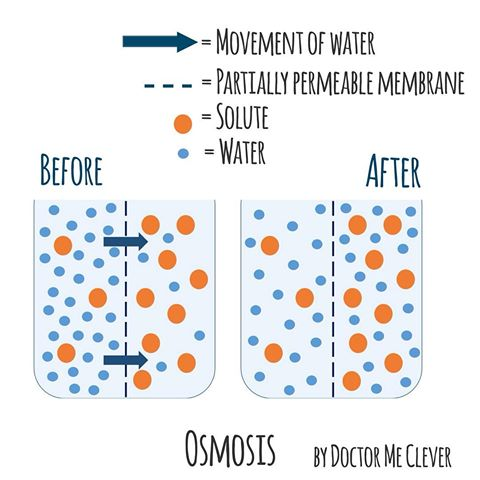 = Movement of water
= Partially permeable membrane
= Solute
= Water
Before
After
Osmosis
by Doctor Me Clever